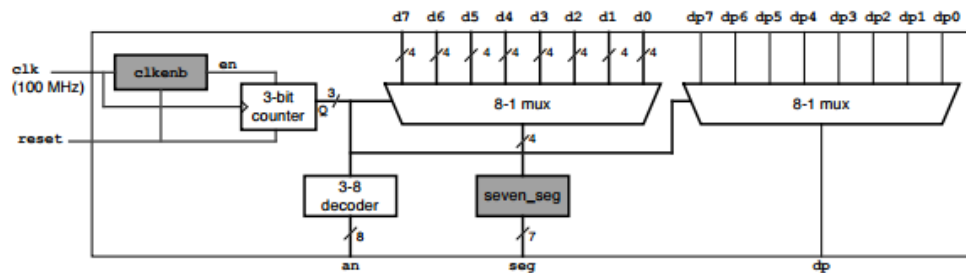 d7 d6 d5 d4 d3 d2 d1 d0 dp7 dp6 dp5 dp4 dp3 dp2 dp1 dp0
4 4 4 4 4 4 4 4
clk
(100 MHz)
clkenb
en
3-bit
counter
Q
3
8-1 mux
8-1 mux
reset
4
3-8
decoder
seven_seg
8
7
an
seg
dp